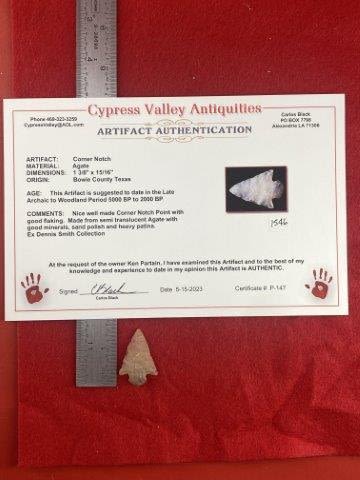 Cypress Valley Antiquities
ARTIFACT AUTHENTICATION
Phone-469-323-3259
Cypressvalley@AOL.com
Carlos Black
PO BOX 7798
Alexandria LA 71306
ARTIFACT: Corner Notch
MATERIAL: Agate
DIMENSIONS: 1 3/8" x 15/16"
ORIGIN: Bowie County Texas
AGE: This Artifact is suggested to date in the Late
Archaic to Woodland Period 5000 BP to 2000 BP
COMMENTS: Nice well made Corner Notch Point with
good flaking. Made from semi translucent Agate with
good minerals, sand polish and heavy patina.
Ex Dennis Smith Collection
1546
At the request of the owner Ken Partain, I have examined this Artifact and to the best of my
knowledge and experience to date in my opinion this Artifact is AUTHENTIC.
Signed CBlack Date 5-15-2023 Certificate # P-147
Carlos Black